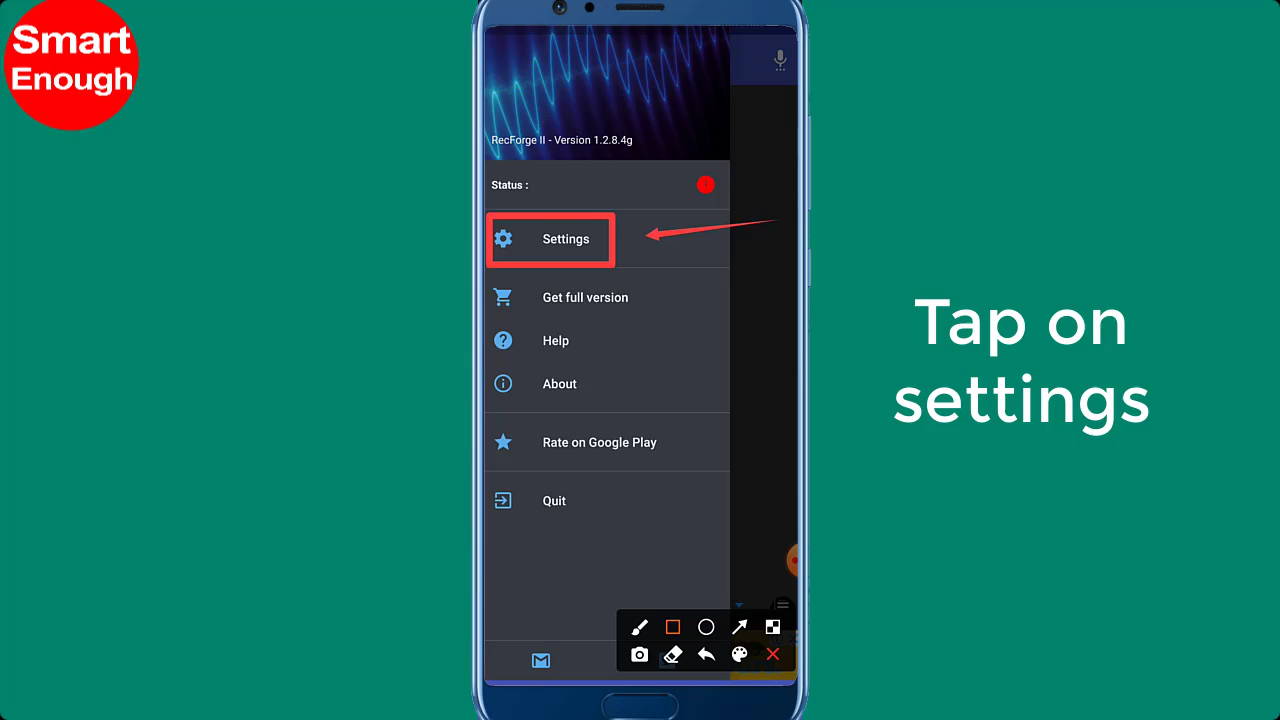 Smart
Enough
RecForge II - Version 1.2.8.4g
Status :
Settings
Get full version
Help
About
Rate on Google Play
Quit
Tap on
settings